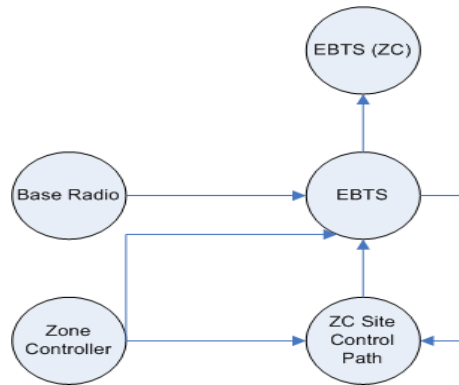 EBTS (ZC)
Base Radio
EBTS
Zone
Controller
ZC Site
Control
Path